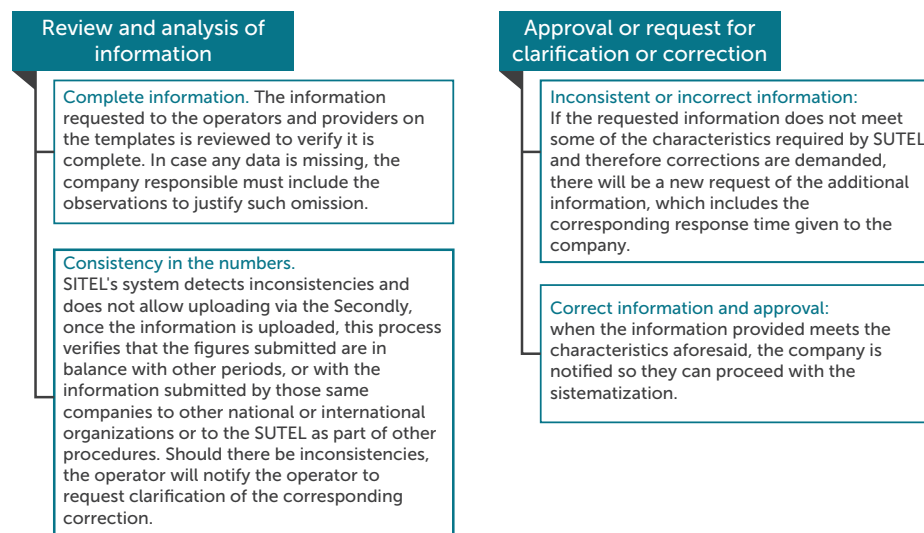 Review and analysis of
information
Complete information. The information
requested to the operators and providers on
the templates is reviewed to verify it is
complete. In case any data is missing, the
company responsible must include the
observations to justify such omission.
Consistency in the numbers.
SITEL's system detects inconsistencies and
does not allow uploading via the Secondly,
once the information is uploaded, this process
verifies that the figures submitted are in
balance with other periods, or with the
information submitted by those same
companies to other national or international
organizations or to the SUTEL as part of other
procedures. Should there be inconsistencies,
the operator will notify the operator to
request clarification of the corresponding
correction.
Approval or request for
clarification or correction
Inconsistent or incorrect information:
If the requested information does not meet
some of the characteristics required by SUTEL
and therefore corrections are demanded,
there will be a new request of the additional
information, which includes the
corresponding response time given to the
company.
Correct information and approval:
when the information provided meets the
characteristics aforesaid, the company is
notified so they can proceed with the
sistematization.